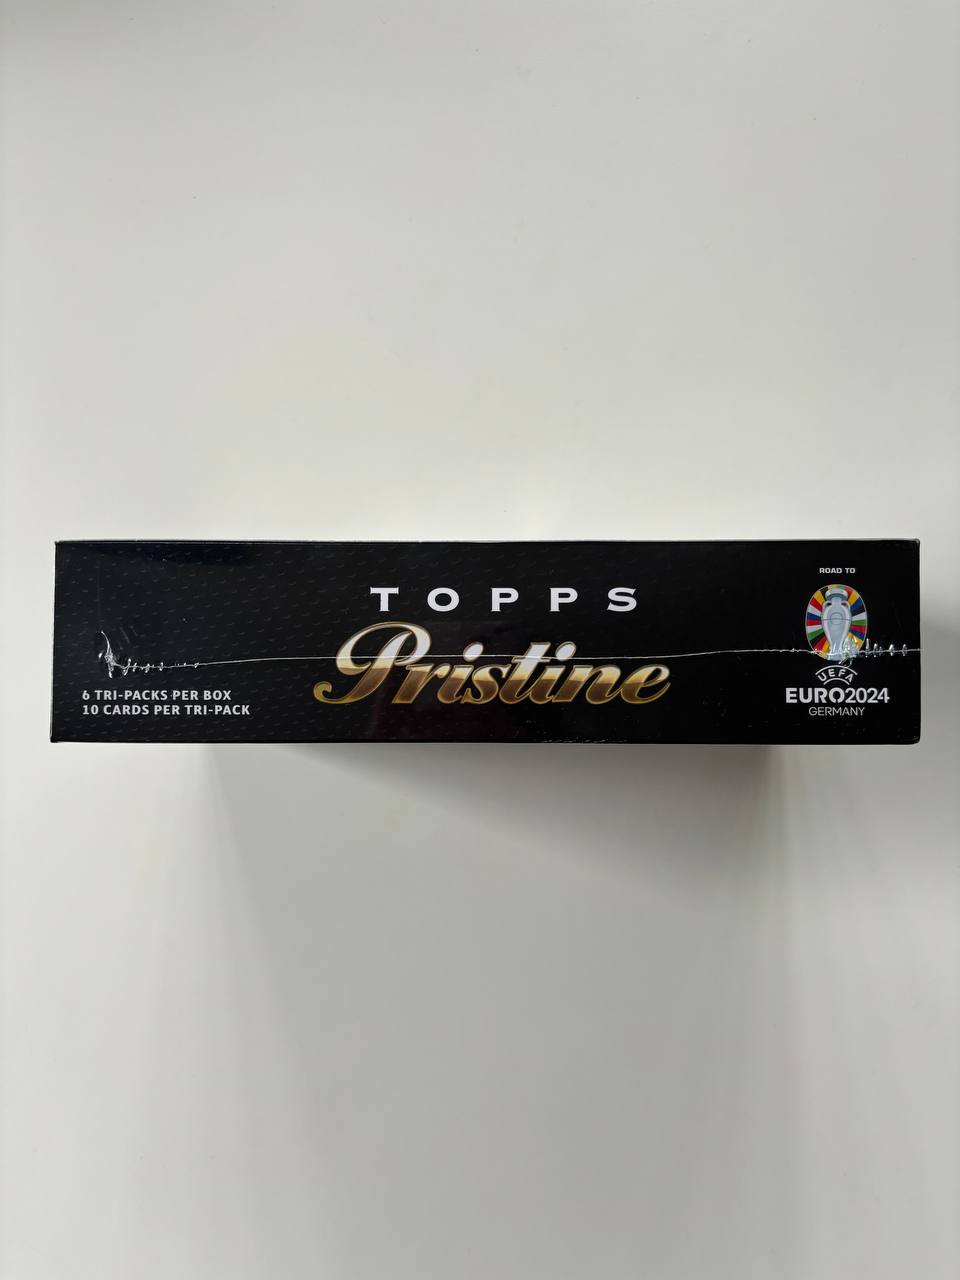 TOPPS
Pristine
6 TRI-PACKS PER BOX
10 CARDS PER TRI-PACK
ROAD TO
UEFA
EURO2024
GERMANY